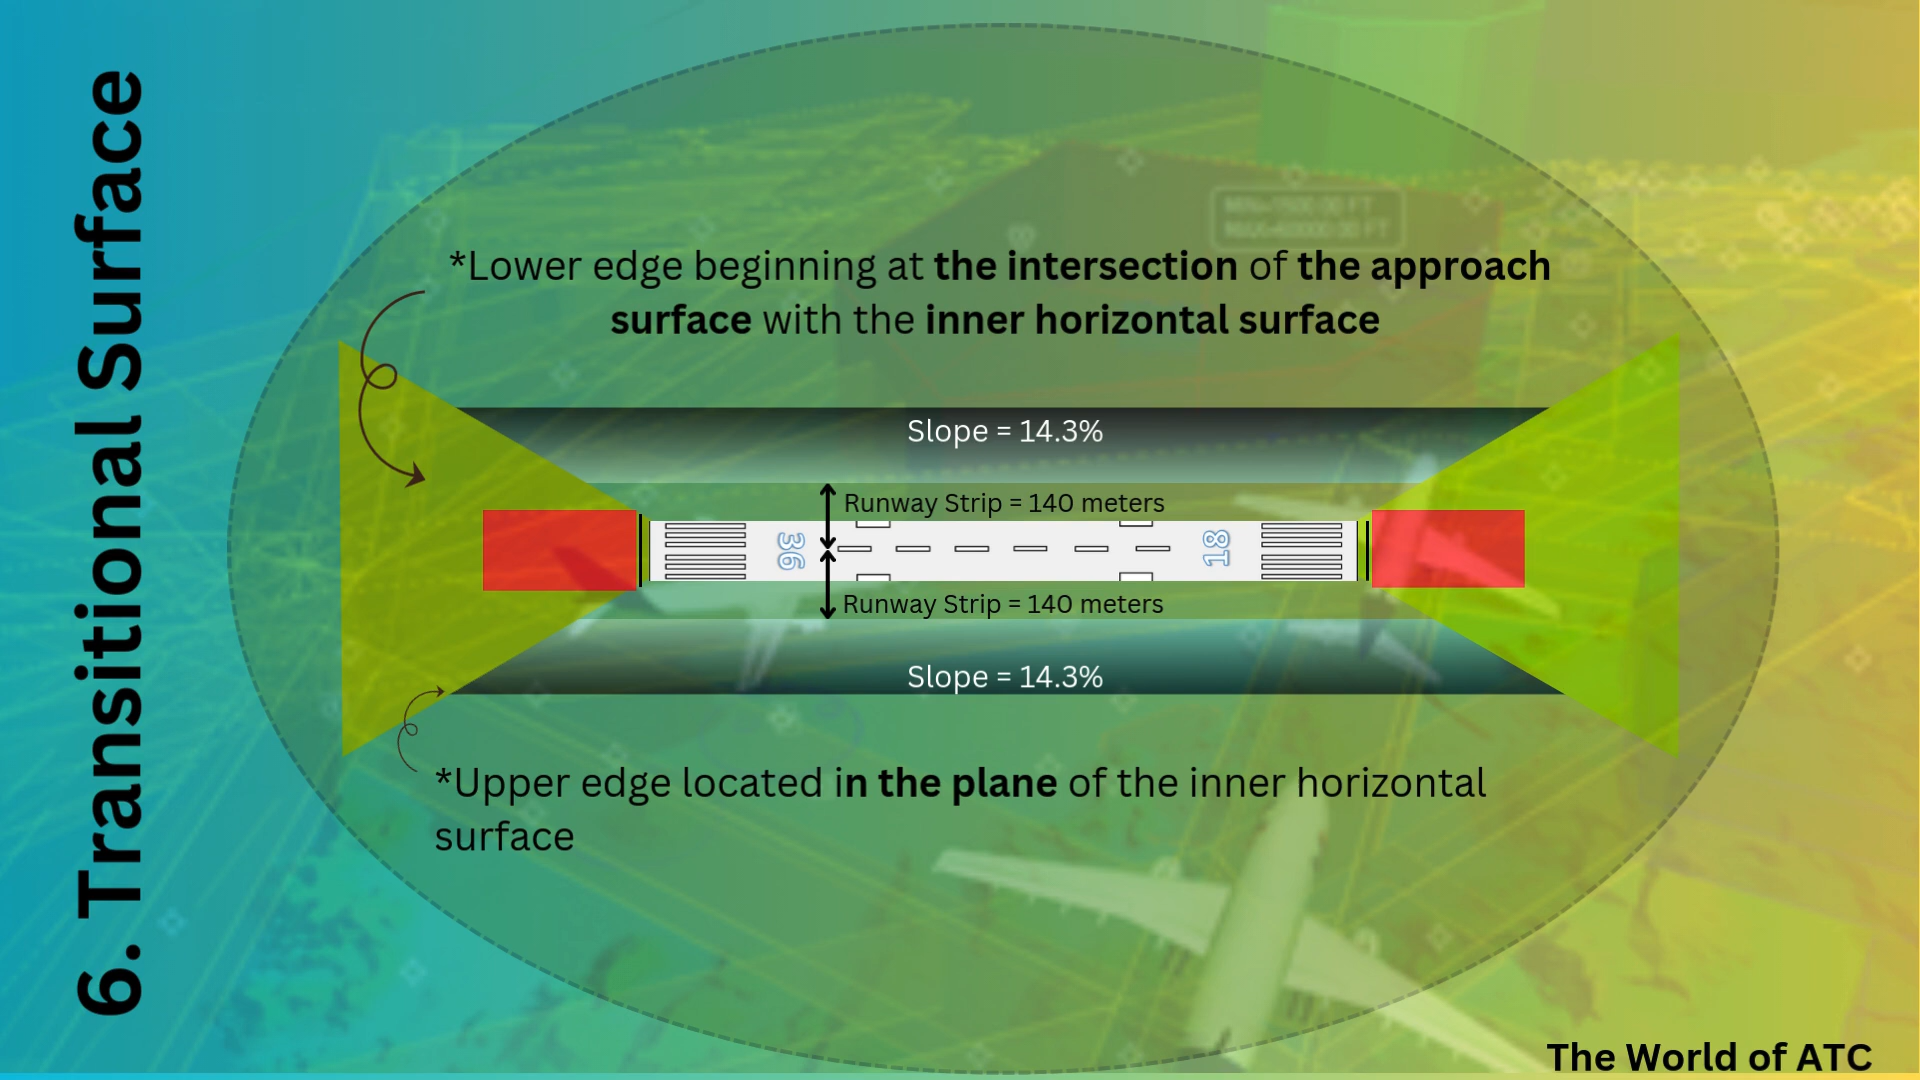 6. Transitional Surface
*Lower edge beginning at the intersection of the approach
surface with the inner horizontal surface
Slope = 14.3%
Runway Strip = 140 meters
36
18
Runway Strip = 140 meters
Slope = 14.3%
*Upper edge located in the plane of the inner horizontal
surface
The World of ATC